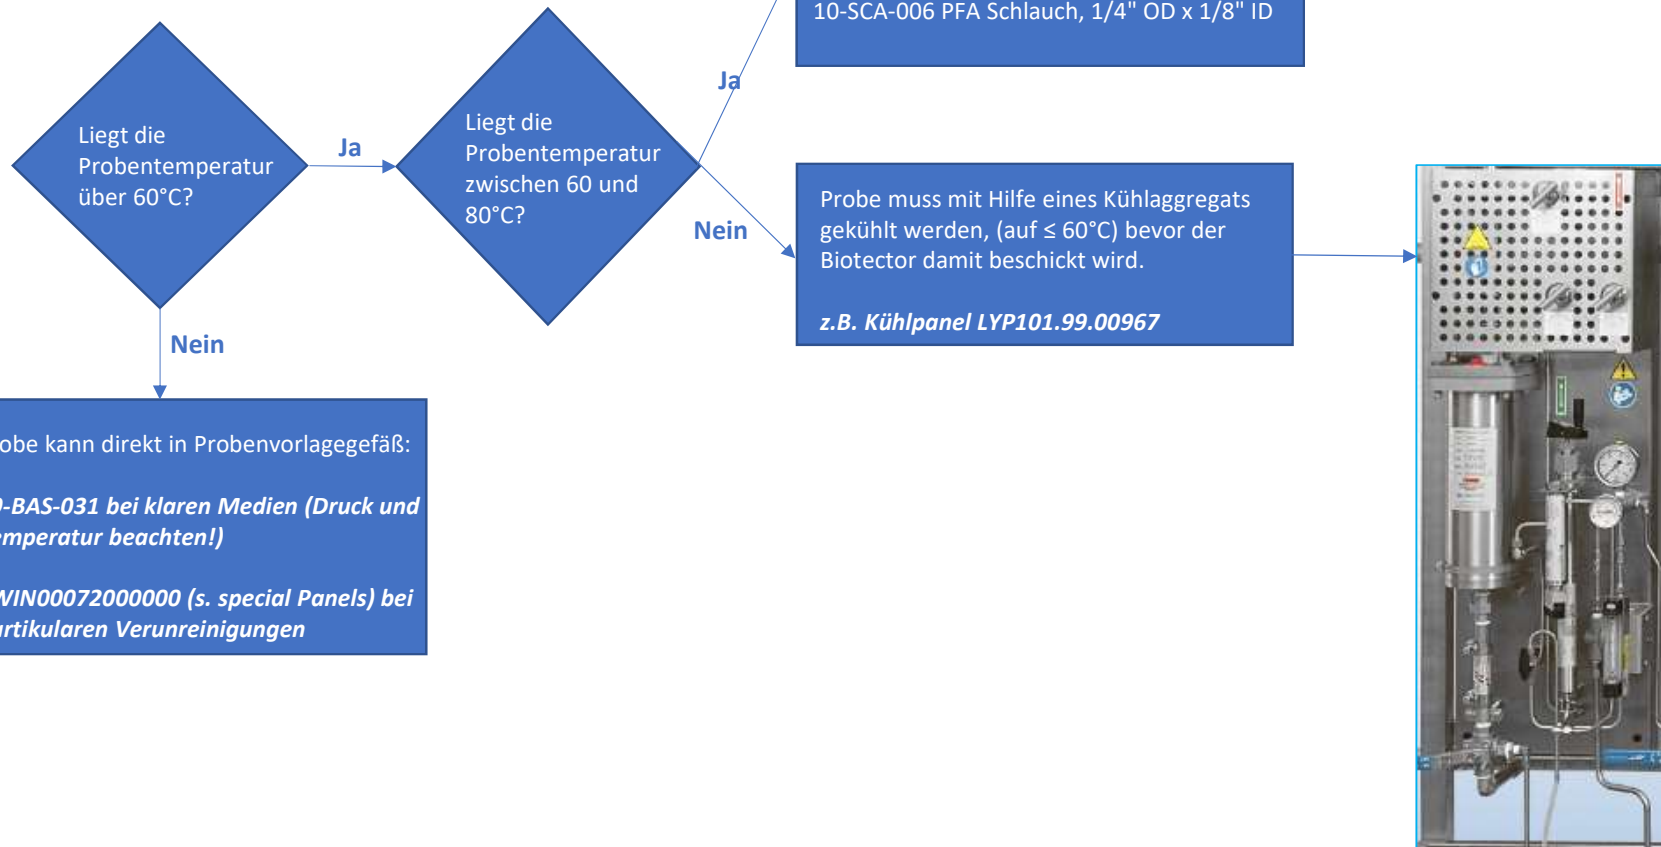 10-SCA-006 PFA Schlauch, 1/4" OD x 1/8" ID
Liegt die
Probentemperatur
über 60°C?
Ja
Liegt die
Probentemperatur
zwischen 60 und
80°C?
Ja
Nein
Probe muss mit Hilfe eines Kühlaggregats
gekühlt werden, (auf ≤ 60°C) bevor der
Biotector damit beschickt wird.
z.B. Kühlpanel LYP101.99.00967
Nein
obe kann direkt in Probenvorlagegefäß:
-BAS-031 bei klaren Medien (Druck und
emperatur beachten!)
WIN00072000000 (s. special Panels) bei
artikularen Verunreinigungen